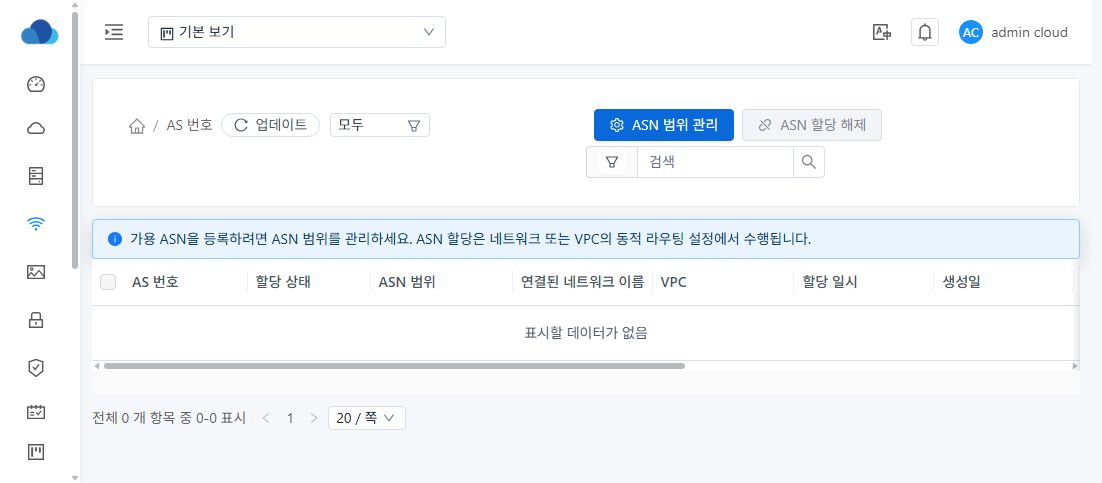 기본 보기
AC admin cloud
/ AS 번호 업데이트 모두
ASN 범위 관리 ASN 할당 해제
검색
가용 ASN을 등록하려면 ASN 범위를 관리하세요. ASN 할당은 네트워크 또는 VPC의 동적 라우팅 설정에서 수행됩니다.
AS 번호 할당 상태 ASN 범위 연결된 네트워크 이름 VPC 할당 일시 생성일
표시할 데이터가 없음
전체 0 개 항목 중 0-0 표시 < 1 > 20 / 쪽